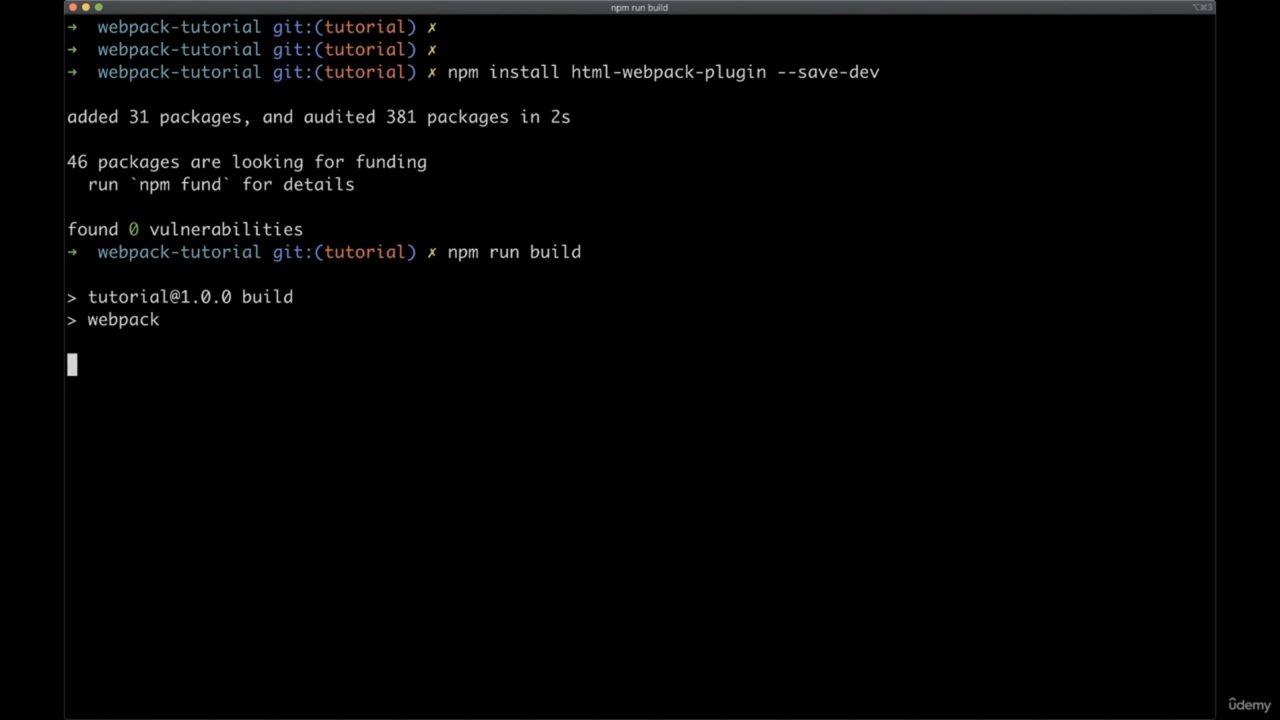 npm run build
⌥⌘3
→ webpack-tutorial git:(tutorial) ✗
→ webpack-tutorial git:(tutorial) ✗
→ webpack-tutorial git:(tutorial) ✗ npm install html-webpack-plugin --save-dev
added 31 packages, and audited 381 packages in 2s
46 packages are looking for funding
run `npm fund` for details
found 0 vulnerabilities
→ webpack-tutorial git:(tutorial) ✗ npm run build
> tutorial@1.0.0 build
> webpack
ûdemy